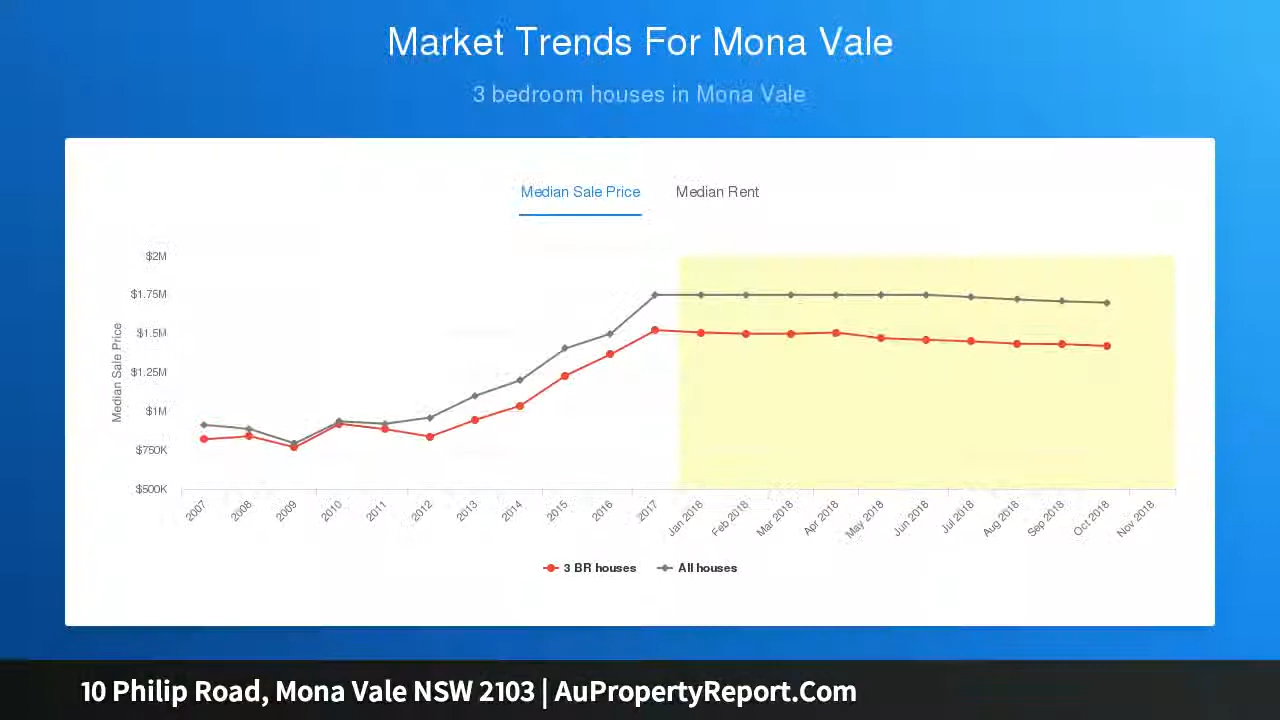 Market Trends For Mona Vale
3 bedroom houses in Mona Vale
Median Sale Price Median Rent
Median Sale Price
$2M
$1.75M
$1.5M
$1.25M
$1M
$750K
$500K
2007 2008 2009 2010 2011 2012 2013 2014 2015 2016 2017 Jan 2018 Feb 2018 Mar 2018 Apr 2018 May 2018 Jun 2018 Jul 2018 Aug 2018 Sep 2018 Oct 2018 Nov 2018
3 BR houses All houses
10 Philip Road, Mona Vale NSW 2103 | AuPropertyReport.Com